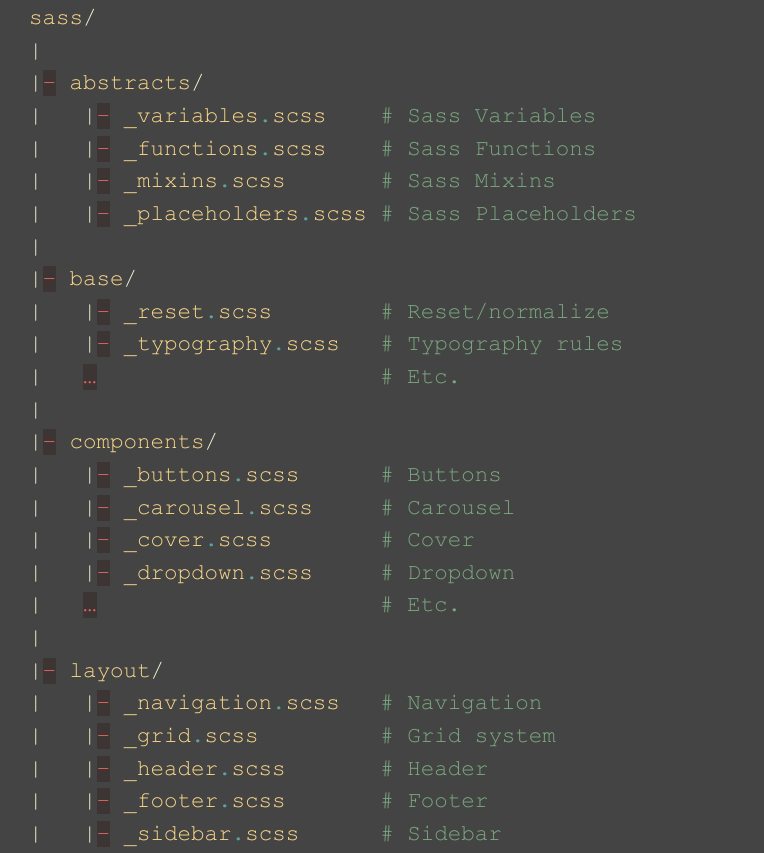 sass/
|
|- abstracts/
|   |- _variables.scss    # Sass Variables
|   |- _functions.scss    # Sass Functions
|   |- _mixins.scss       # Sass Mixins
|   |- _placeholders.scss # Sass Placeholders
|
|- base/
|   |- _reset.scss        # Reset/normalize
|   |- _typography.scss   # Typography rules
|   …                     # Etc.
|
|- components/
|   |- _buttons.scss      # Buttons
|   |- _carousel.scss     # Carousel
|   |- _cover.scss        # Cover
|   |- _dropdown.scss     # Dropdown
|   …                     # Etc.
|
|- layout/
|   |- _navigation.scss   # Navigation
|   |- _grid.scss         # Grid system
|   |- _header.scss       # Header
|   |- _footer.scss       # Footer
|   |- _sidebar.scss      # Sidebar